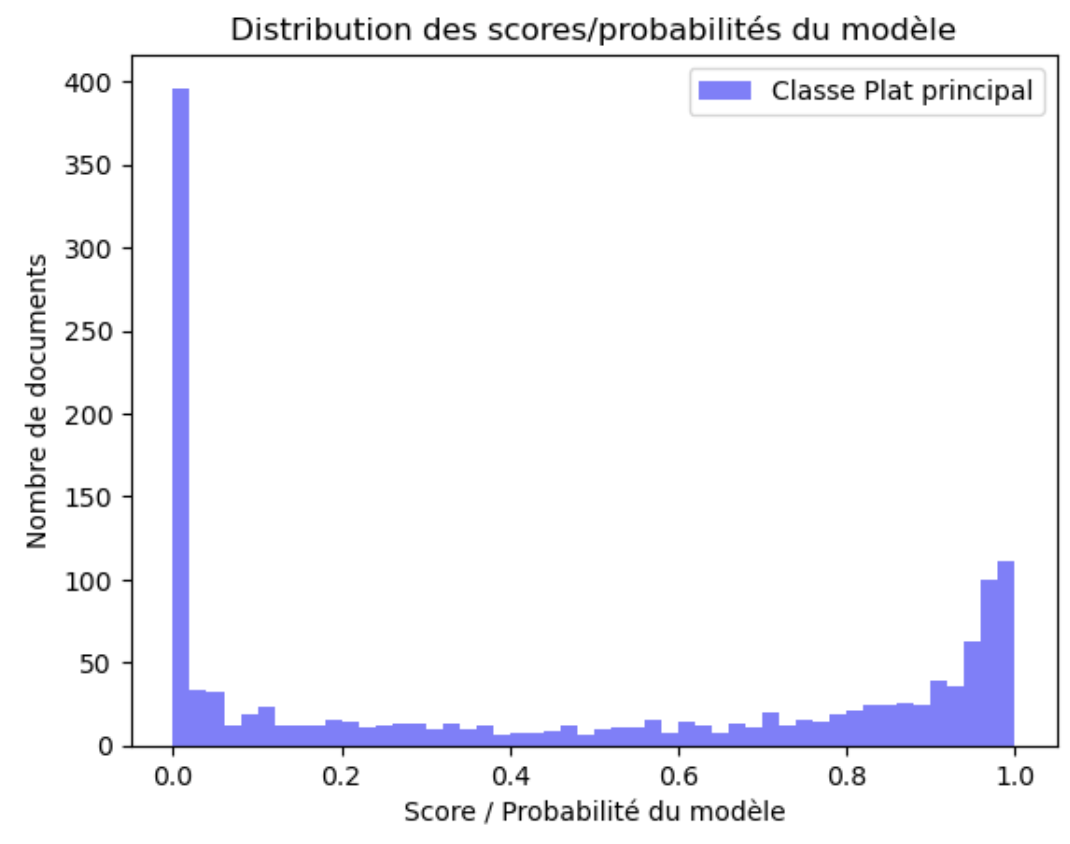 Distribution des scores/probabilités du modèle
Classe Plat principal
400
350
300
250
200
150
100
50
0
Nombre de documents
0.0 0.2 0.4 0.6 0.8 1.0
Score / Probabilité du modèle